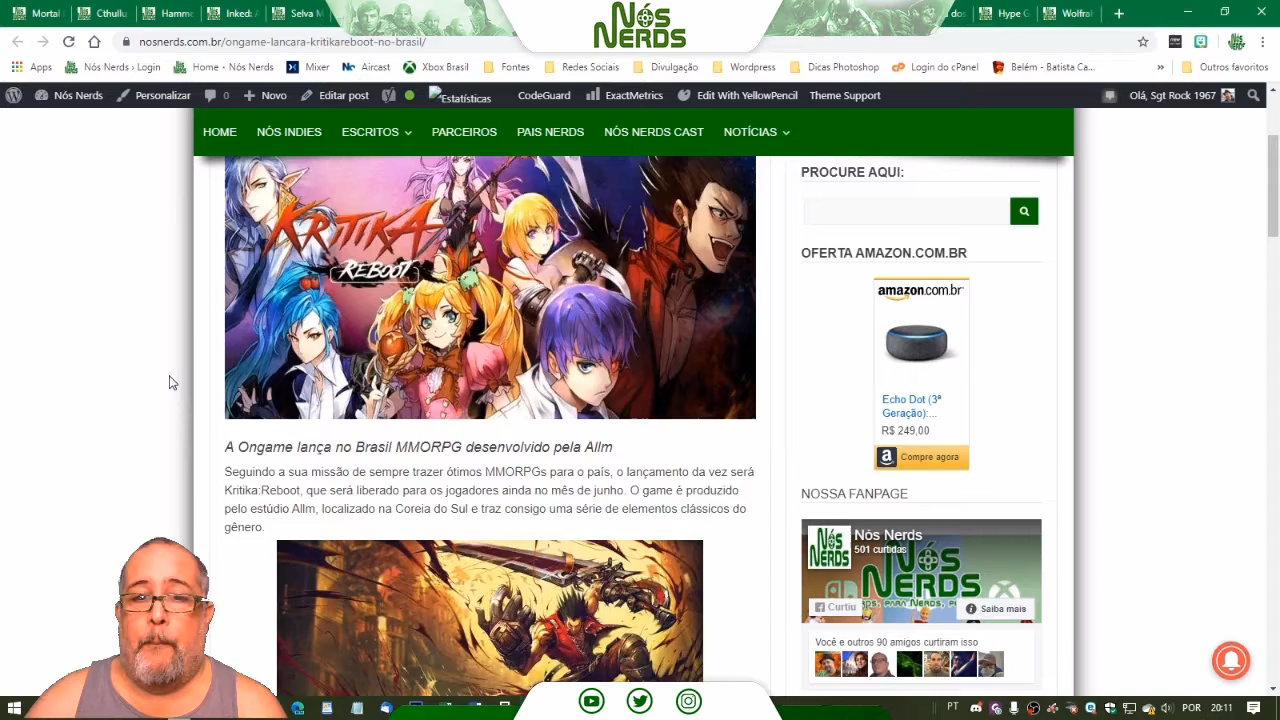 Latest
Cthulhu
Hamme
Inked: A
Selva M
NÓS NERDS
dos
Hype G
Wolfra
nosnerds.com.br/ongame-lancara-kritikareboot-no-brasil/
Apps
Nós Nerds › Login
Home - Nós Nerds
Mixer
Aircast
Xbox Brasil
Fontes
Redes Sociais
Divulgação
Wordpress
Dicas Photoshop
Login do cPanel
Belém - Batista Ca...
»
Outros favoritos
Nós Nerds
Personalizar
0
Novo
Editar post
Estatísticas
CodeGuard
ExactMetrics
Edit With YellowPencil
Theme Support
Olá, Sgt Rock 1967
HOME
NÓS INDIES
ESCRITOS
PARCEIROS
PAIS NERDS
NÓS NERDS CAST
NOTÍCIAS
KRITIKA
REBOOT
A Ongame lança no Brasil MMORPG desenvolvido pela Allm
Seguindo a sua missão de sempre trazer ótimos MMORPGs para o país, o lançamento da vez será
Kritika:Reboot, que será liberado para os jogadores ainda no mês de junho. O game é produzido
pelo estúdio Allm, localizado na Coreia do Sul e traz consigo uma série de elementos clássicos do
gênero.
PROCURE AQUI:
OFERTA AMAZON.COM.BR
amazon.com.br
Echo Dot (3ª
Geração):...
R$ 249,00
Compre agora
NOSSA FANPAGE
NÓS NERDS
Nós Nerds
501 curtidas
NÓS NERDS
Curtiu
Saiba mais
Você e outros 90 amigos curtiram isso
PT
POR
20:11